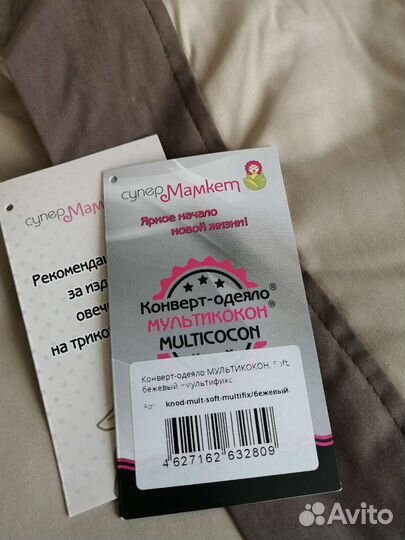 супер Мамкет
Рекомендац
за изд
овеч
на трико
супер Мамкет
Яркое начало
новой жизни!
Конверт-одеяло®
МУЛЬТИКОКОН®
MULTICOCON
Конверт-одеяло МУЛЬТИКОКОН, Soft,
бежевый +мультификс
knod-mult-soft-multifix/бежевый
4 627162 632809
Avito